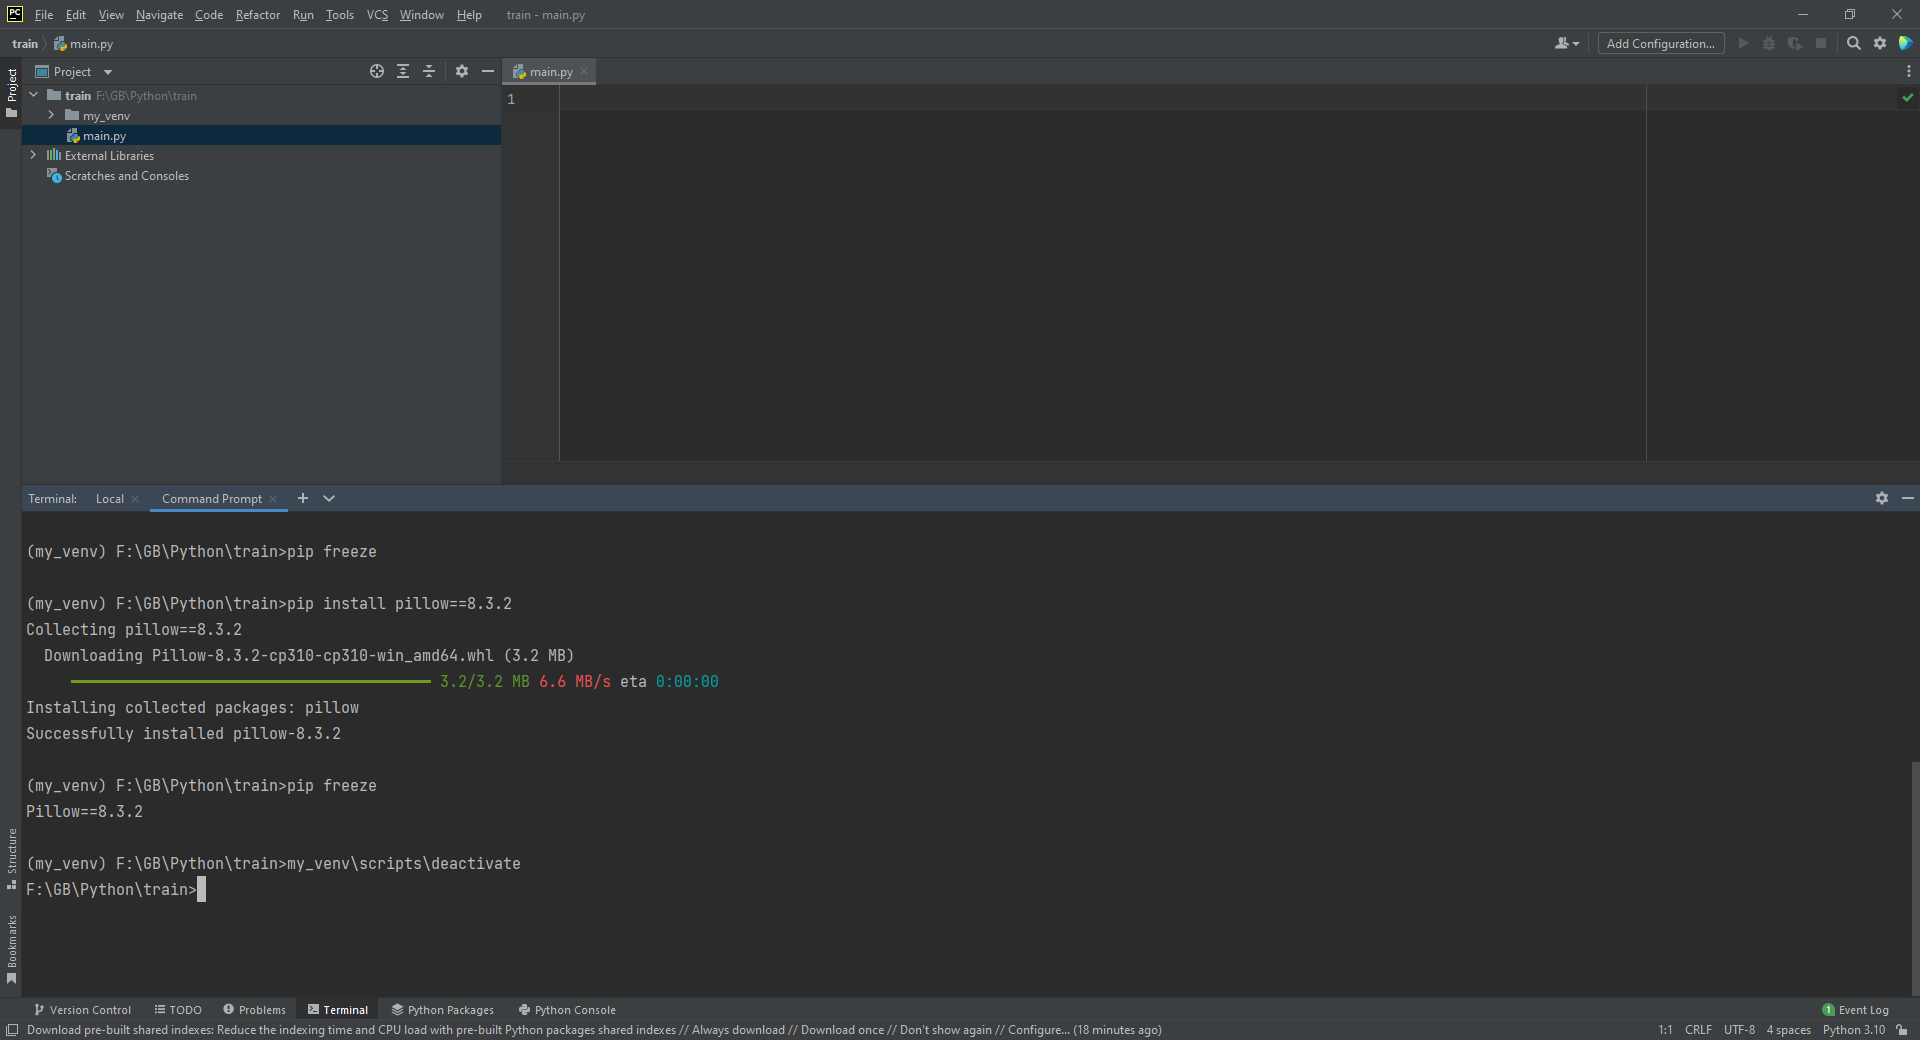 PC File Edit View Navigate Code Refactor Run Tools VCS Window Help train - main.py
train main.py Add Configuration...
Project Project main.py
train F:\GB\Python\train 1
my_venv
main.py
External Libraries
Scratches and Consoles
Terminal: Local Command Prompt
(my_venv) F:\GB\Python\train>pip freeze
(my_venv) F:\GB\Python\train>pip install pillow==8.3.2
Collecting pillow==8.3.2
Downloading Pillow-8.3.2-cp310-cp310-win_amd64.whl (3.2 MB)
3.2/3.2 MB 6.6 MB/s eta 0:00:00
Installing collected packages: pillow
Successfully installed pillow-8.3.2
(my_venv) F:\GB\Python\train>pip freeze
Pillow==8.3.2
(my_venv) F:\GB\Python\train>my_venv\scripts\deactivate
F:\GB\Python\train>
Structure
Bookmarks
Version Control TODO Problems Terminal Python Packages Python Console 1 Event Log
Download pre-built shared indexes: Reduce the indexing time and CPU load with pre-built Python packages shared indexes // Always download // Download once // Don't show again // Configure... (18 minutes ago) 1:1 CRLF UTF-8 4 spaces Python 3.10